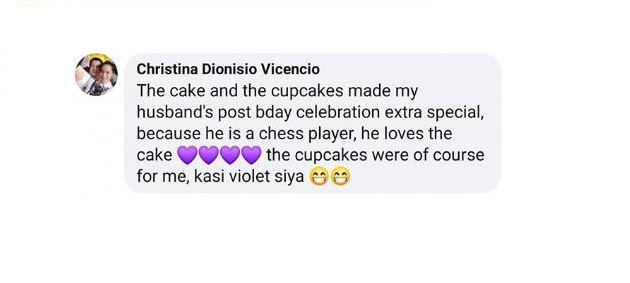 Christina Dionisio Vicencio
The cake and the cupcakes made my
husband's post bday celebration extra special,
because he is a chess player, he loves the
cake 💜💜💜💜 the cupcakes were of course
for me, kasi violet siya 😁😁